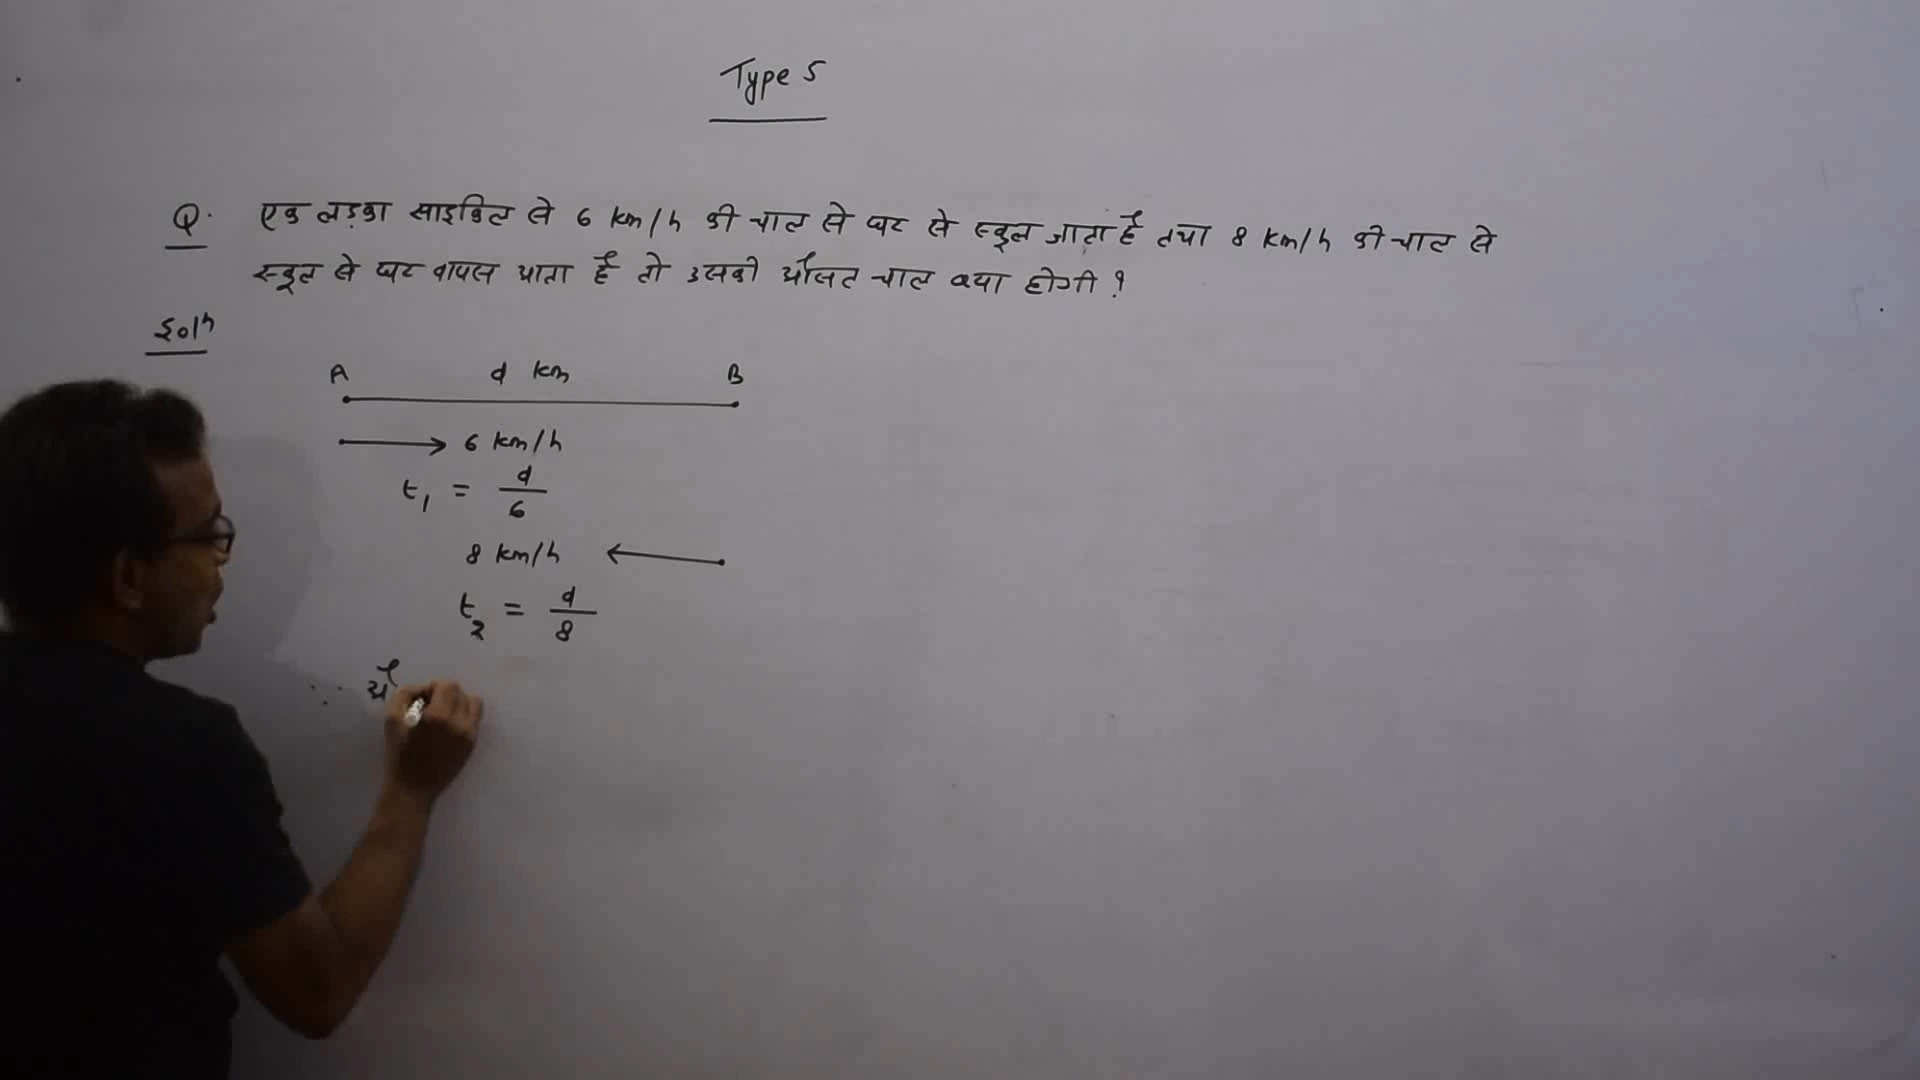 Type 5
Q. एक लड़का साइकिल से 6 km/h की चाल से घर से स्कूल जाता है तथा 8 km/h की चाल से
स्कूल से घर वापस आता है तो उसकी औसत चाल क्या होगी ?
Soln
A d km B
6 km/h
t₁ = d/6
8 km/h
t₂ = d/8
∵ औ